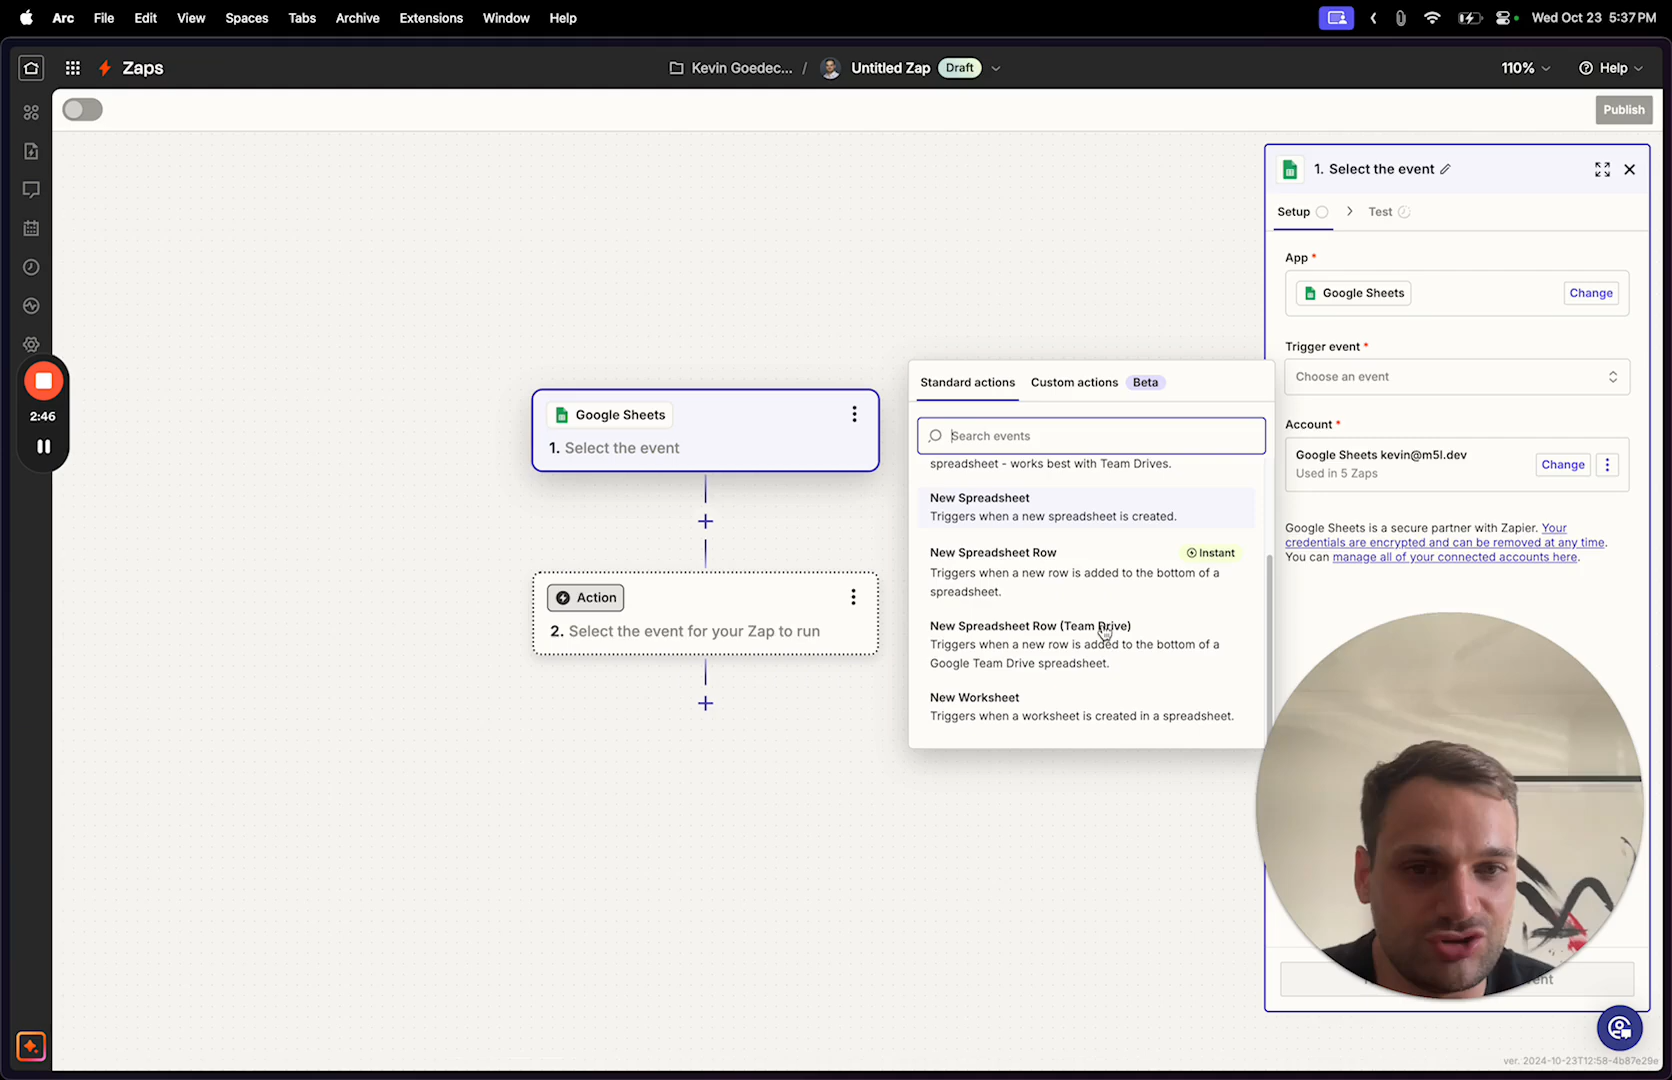 Arc File Edit View Spaces Tabs Archive Extensions Window Help
Wed Oct 23 5:37 PM
Zaps
Kevin Goedec... / Untitled Zap Draft
110% Help
Publish
1. Select the event
Setup Test
App *
Google Sheets Change
Trigger event *
Choose an event
Account *
Google Sheets kevin@m5l.dev
Used in 5 Zaps
Change
Google Sheets is a secure partner with Zapier. Your
credentials are encrypted and can be removed at any time.
You can manage all of your connected accounts here.
Standard actions Custom actions Beta
Search events
spreadsheet - works best with Team Drives.
New Spreadsheet
Triggers when a new spreadsheet is created.
New Spreadsheet Row Instant
Triggers when a new row is added to the bottom of a
spreadsheet.
New Spreadsheet Row (Team Drive)
Triggers when a new row is added to the bottom of a
Google Team Drive spreadsheet.
New Worksheet
Triggers when a worksheet is created in a spreadsheet.
Google Sheets
1. Select the event
Action
2. Select the event for your Zap to run
2:46
ver. 2024-10-23T12:58-4b87e29e